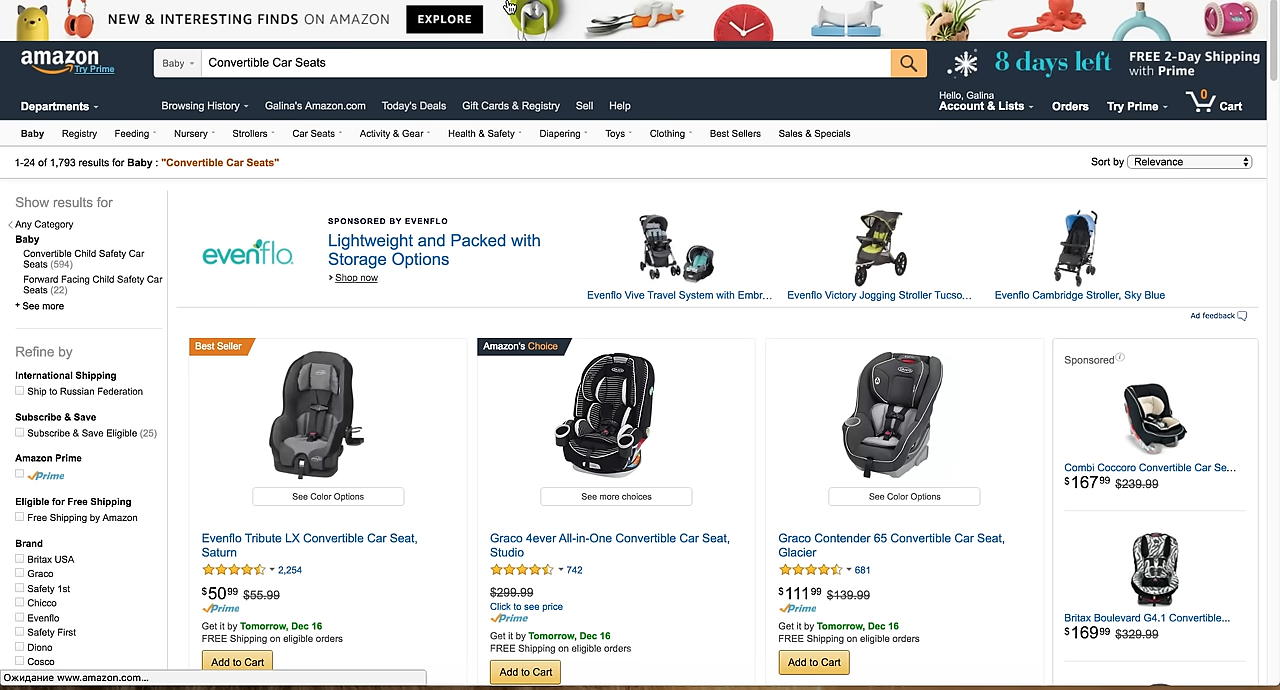 NEW & INTERESTING FINDS ON AMAZON EXPLORE
amazon
Try Prime
Baby
Convertible Car Seats
8 days left
FREE 2-Day Shipping
with Prime
Departments
Browsing History
Galina's Amazon.com
Today's Deals
Gift Cards & Registry
Sell
Help
Hello, Galina
Account & Lists
Orders
Try Prime
0
Cart
Baby
Registry
Feeding
Nursery
Strollers
Car Seats
Activity & Gear
Health & Safety
Diapering
Toys
Clothing
Best Sellers
Sales & Specials
1-24 of 1,793 results for Baby : "Convertible Car Seats"
Sort by Relevance
Show results for
Any Category
Baby
Convertible Child Safety Car
Seats (594)
Forward Facing Child Safety Car
Seats (22)
+ See more
Refine by
International Shipping
Ship to Russian Federation
Subscribe & Save
Subscribe & Save Eligible (25)
Amazon Prime
Prime
Eligible for Free Shipping
Free Shipping by Amazon
Brand
Britax USA
Graco
Safety 1st
Chicco
Evenflo
Safety First
Diono
Cosco
evenflo.
SPONSORED BY EVENFLO
Lightweight and Packed with
Storage Options
Shop now
Evenflo Vive Travel System with Embr...
Evenflo Victory Jogging Stroller Tucso...
Evenflo Cambridge Stroller, Sky Blue
Ad feedback
Best Seller
See Color Options
Evenflo Tribute LX Convertible Car Seat,
Saturn
2,254
$50.99 $55.99
Prime
Get it by Tomorrow, Dec 16
FREE Shipping on eligible orders
Add to Cart
Amazon's Choice
See more choices
Graco 4ever All-in-One Convertible Car Seat,
Studio
742
$299.99
Click to see price
Prime
Get it by Tomorrow, Dec 16
FREE Shipping on eligible orders
Add to Cart
See Color Options
Graco Contender 65 Convertible Car Seat,
Glacier
681
$111.99 $139.99
Prime
Get it by Tomorrow, Dec 16
FREE Shipping on eligible orders
Add to Cart
Sponsored
Combi Coccoro Convertible Car Se...
$167.99 $239.99
Britax Boulevard G4.1 Convertible...
$169.99 $329.99
Ожидание www.amazon.com...